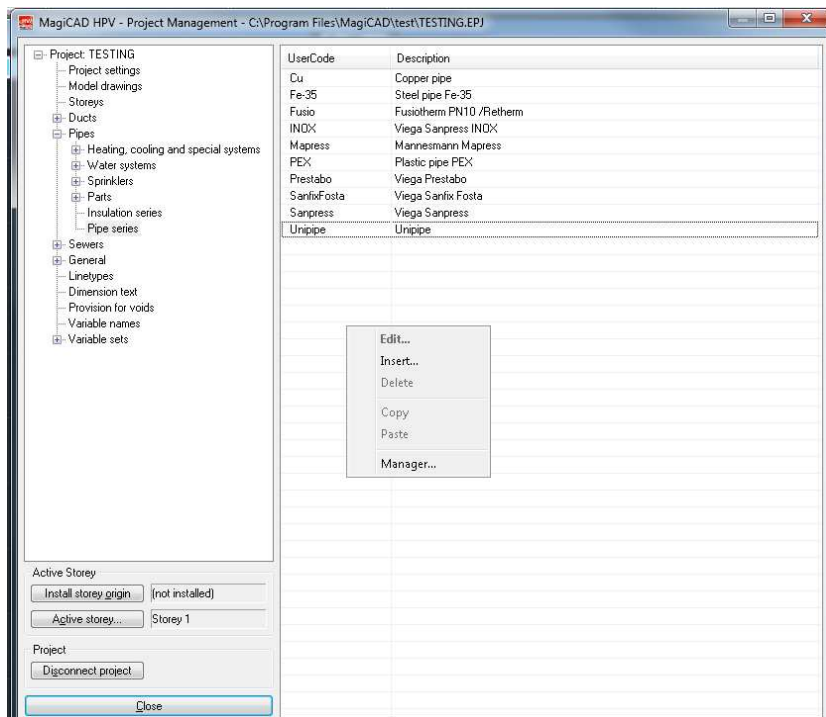 MagiCAD HPV - Project Management - C:\Program Files\MagiCAD\test\TESTING.EPJ
Project: TESTING
Project settings
Model drawings
Storeys
Ducts
Pipes
Heating, cooling and special systems
Water systems
Sprinklers
Parts
Insulation series
Pipe series
Sewers
General
Linetypes
Dimension text
Provision for voids
Variable names
Variable sets
Active Storey
Install storey origin (not installed)
Active storey... Storey 1
Project
Disconnect project
Close
UserCode Description
Cu Copper pipe
Fe-35 Steel pipe Fe-35
Fusio Fusiotherm PN10 /Retherm
INOX Viega Sanpress INOX
Mapress Mannesmann Mapress
PEX Plastic pipe PEX
Prestabo Viega Prestabo
SanfixFosta Viega Sanfix Fosta
Sanpress Viega Sanpress
Unipipe Unipipe
Edit...
Insert...
Delete
Copy
Paste
Manager...